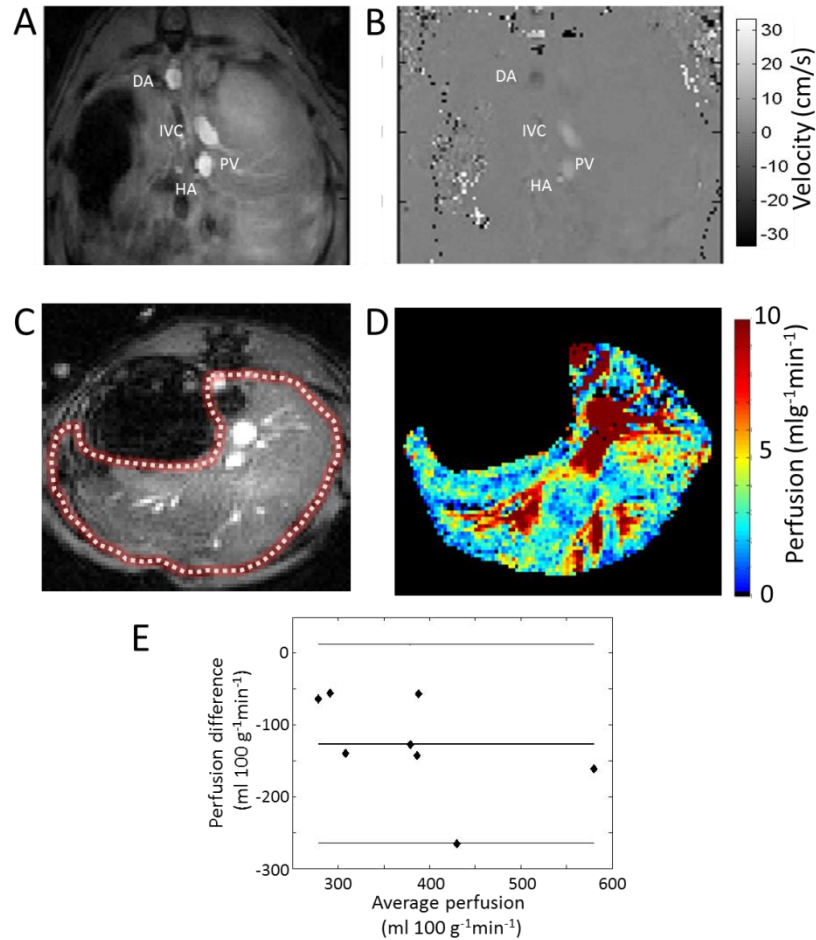 A
DA
IVC
PV
HA
B
DA
IVC
PV
HA
30
20
10
0
-10
-20
-30
Velocity (cm/s)
C
D
10
5
0
Perfusion (mlg⁻¹min⁻¹)
E
0
-100
-200
-300
Perfusion difference
(ml 100 g⁻¹min⁻¹)
300
400
500
600
Average perfusion
(ml 100 g⁻¹min⁻¹)